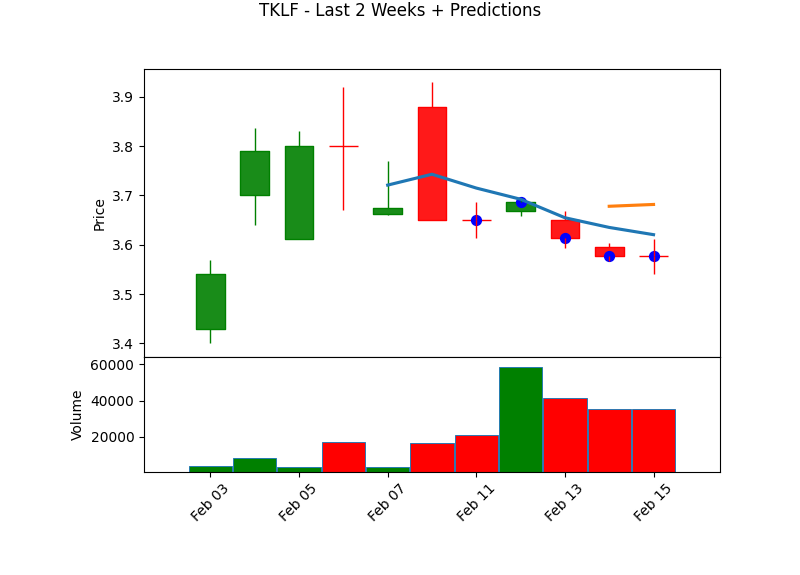 TKLF - Last 2 Weeks + Predictions
3.9
3.8
3.7
3.6
3.5
3.4
Price
60000
40000
20000
Volume
Feb 03
Feb 05
Feb 07
Feb 11
Feb 13
Feb 15